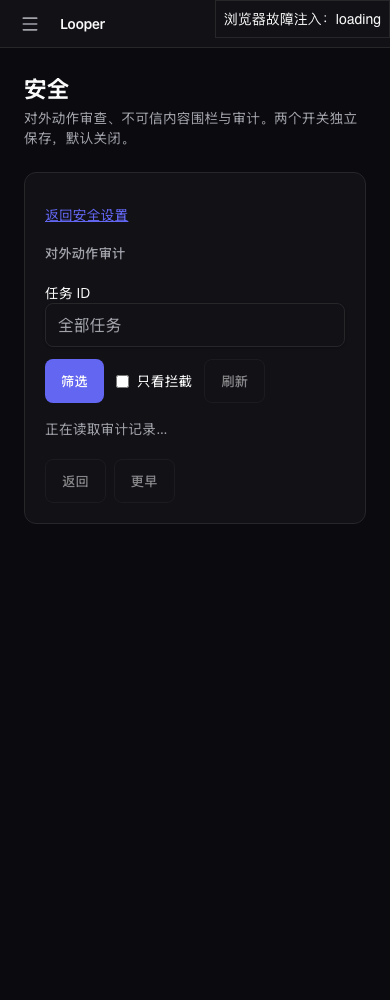 Looper
浏览器故障注入：loading
安全
对外动作审查、不可信内容围栏与审计。两个开关独立
保存，默认关闭。
返回安全设置
对外动作审计
任务 ID
全部任务
筛选 只看拦截 刷新
正在读取审计记录...
返回 更早